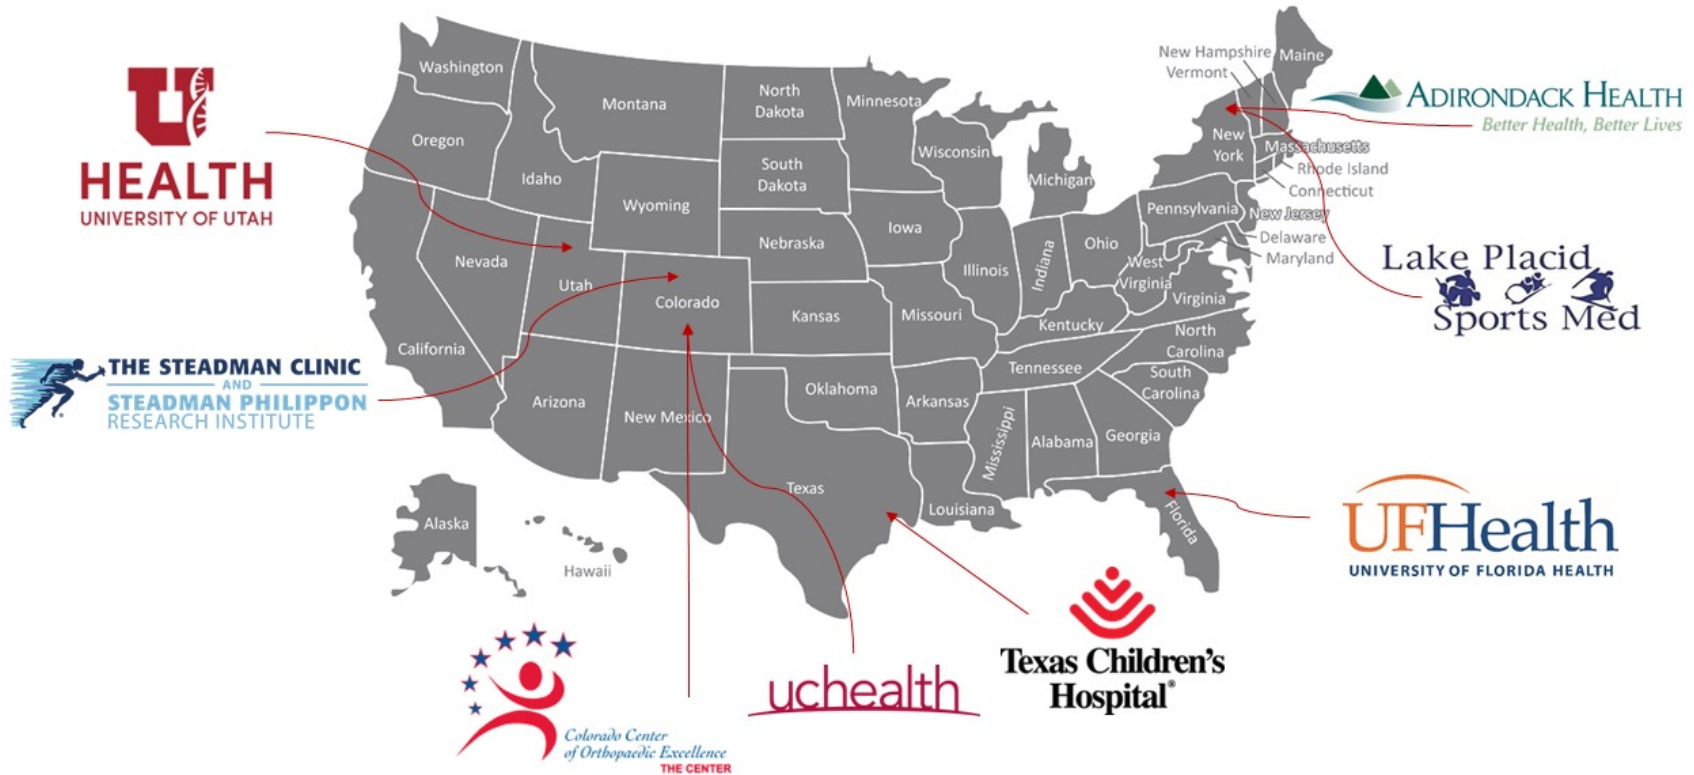 U
HEALTH
UNIVERSITY OF UTAH
THE STEADMAN CLINIC
AND
STEADMAN PHILIPPON
RESEARCH INSTITUTE
Washington
Oregon
California
Nevada
Idaho
Montana
Wyoming
Utah
Colorado
Arizona
New Mexico
North
Dakota
South
Dakota
Nebraska
Kansas
Oklahoma
Texas
Minnesota
Iowa
Missouri
Arkansas
Louisiana
Wisconsin
Illinois
Michigan
Indiana
Ohio
Kentucky
Tennessee
Mississippi
Alabama
Georgia
Florida
South
Carolina
North
Carolina
Virginia
West
Virginia
Pennsylvania
New
York
New Hampshire
Vermont
Maine
Massachusetts
Rhode Island
Connecticut
New Jersey
Delaware
Maryland
Alaska
Hawaii
ADIRONDACK HEALTH
Better Health, Better Lives
Lake Placid
Sports Med
UFHealth
UNIVERSITY OF FLORIDA HEALTH
Texas Children's
Hospital®
uchealth
Colorado Center
of Orthopaedic Excellence
THE CENTER